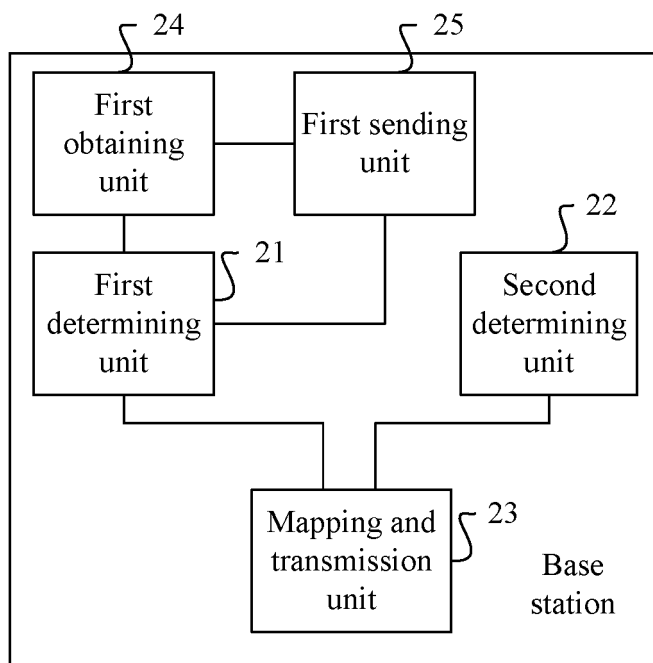 24
25
First
obtaining
unit
First sending
unit
21
22
First
determining
unit
Second
determining
unit
Mapping and
transmission
unit
23
Base
station